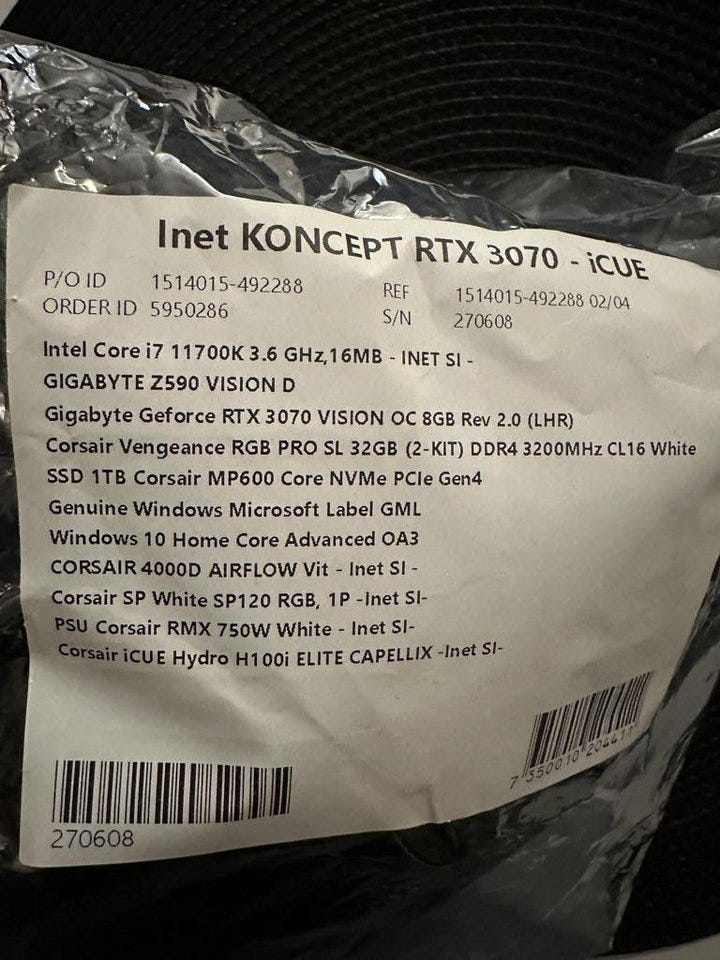 Inet KONCEPT RTX 3070 - iCUE
P/O ID 1514015-492288 REF 1514015-492288 02/04
ORDER ID 5950286 S/N 270608
Intel Core i7 11700K 3.6 GHz,16MB - INET SI -
GIGABYTE Z590 VISION D
Gigabyte Geforce RTX 3070 VISION OC 8GB Rev 2.0 (LHR)
Corsair Vengeance RGB PRO SL 32GB (2-KIT) DDR4 3200MHz CL16 White
SSD 1TB Corsair MP600 Core NVMe PCIe Gen4
Genuine Windows Microsoft Label GML
Windows 10 Home Core Advanced OA3
CORSAIR 4000D AIRFLOW Vit - Inet SI -
Corsair SP White SP120 RGB, 1P -Inet SI-
PSU Corsair RMX 750W White - Inet SI-
Corsair iCUE Hydro H100i ELITE CAPELLIX -Inet SI-
7 350010 204411
270608